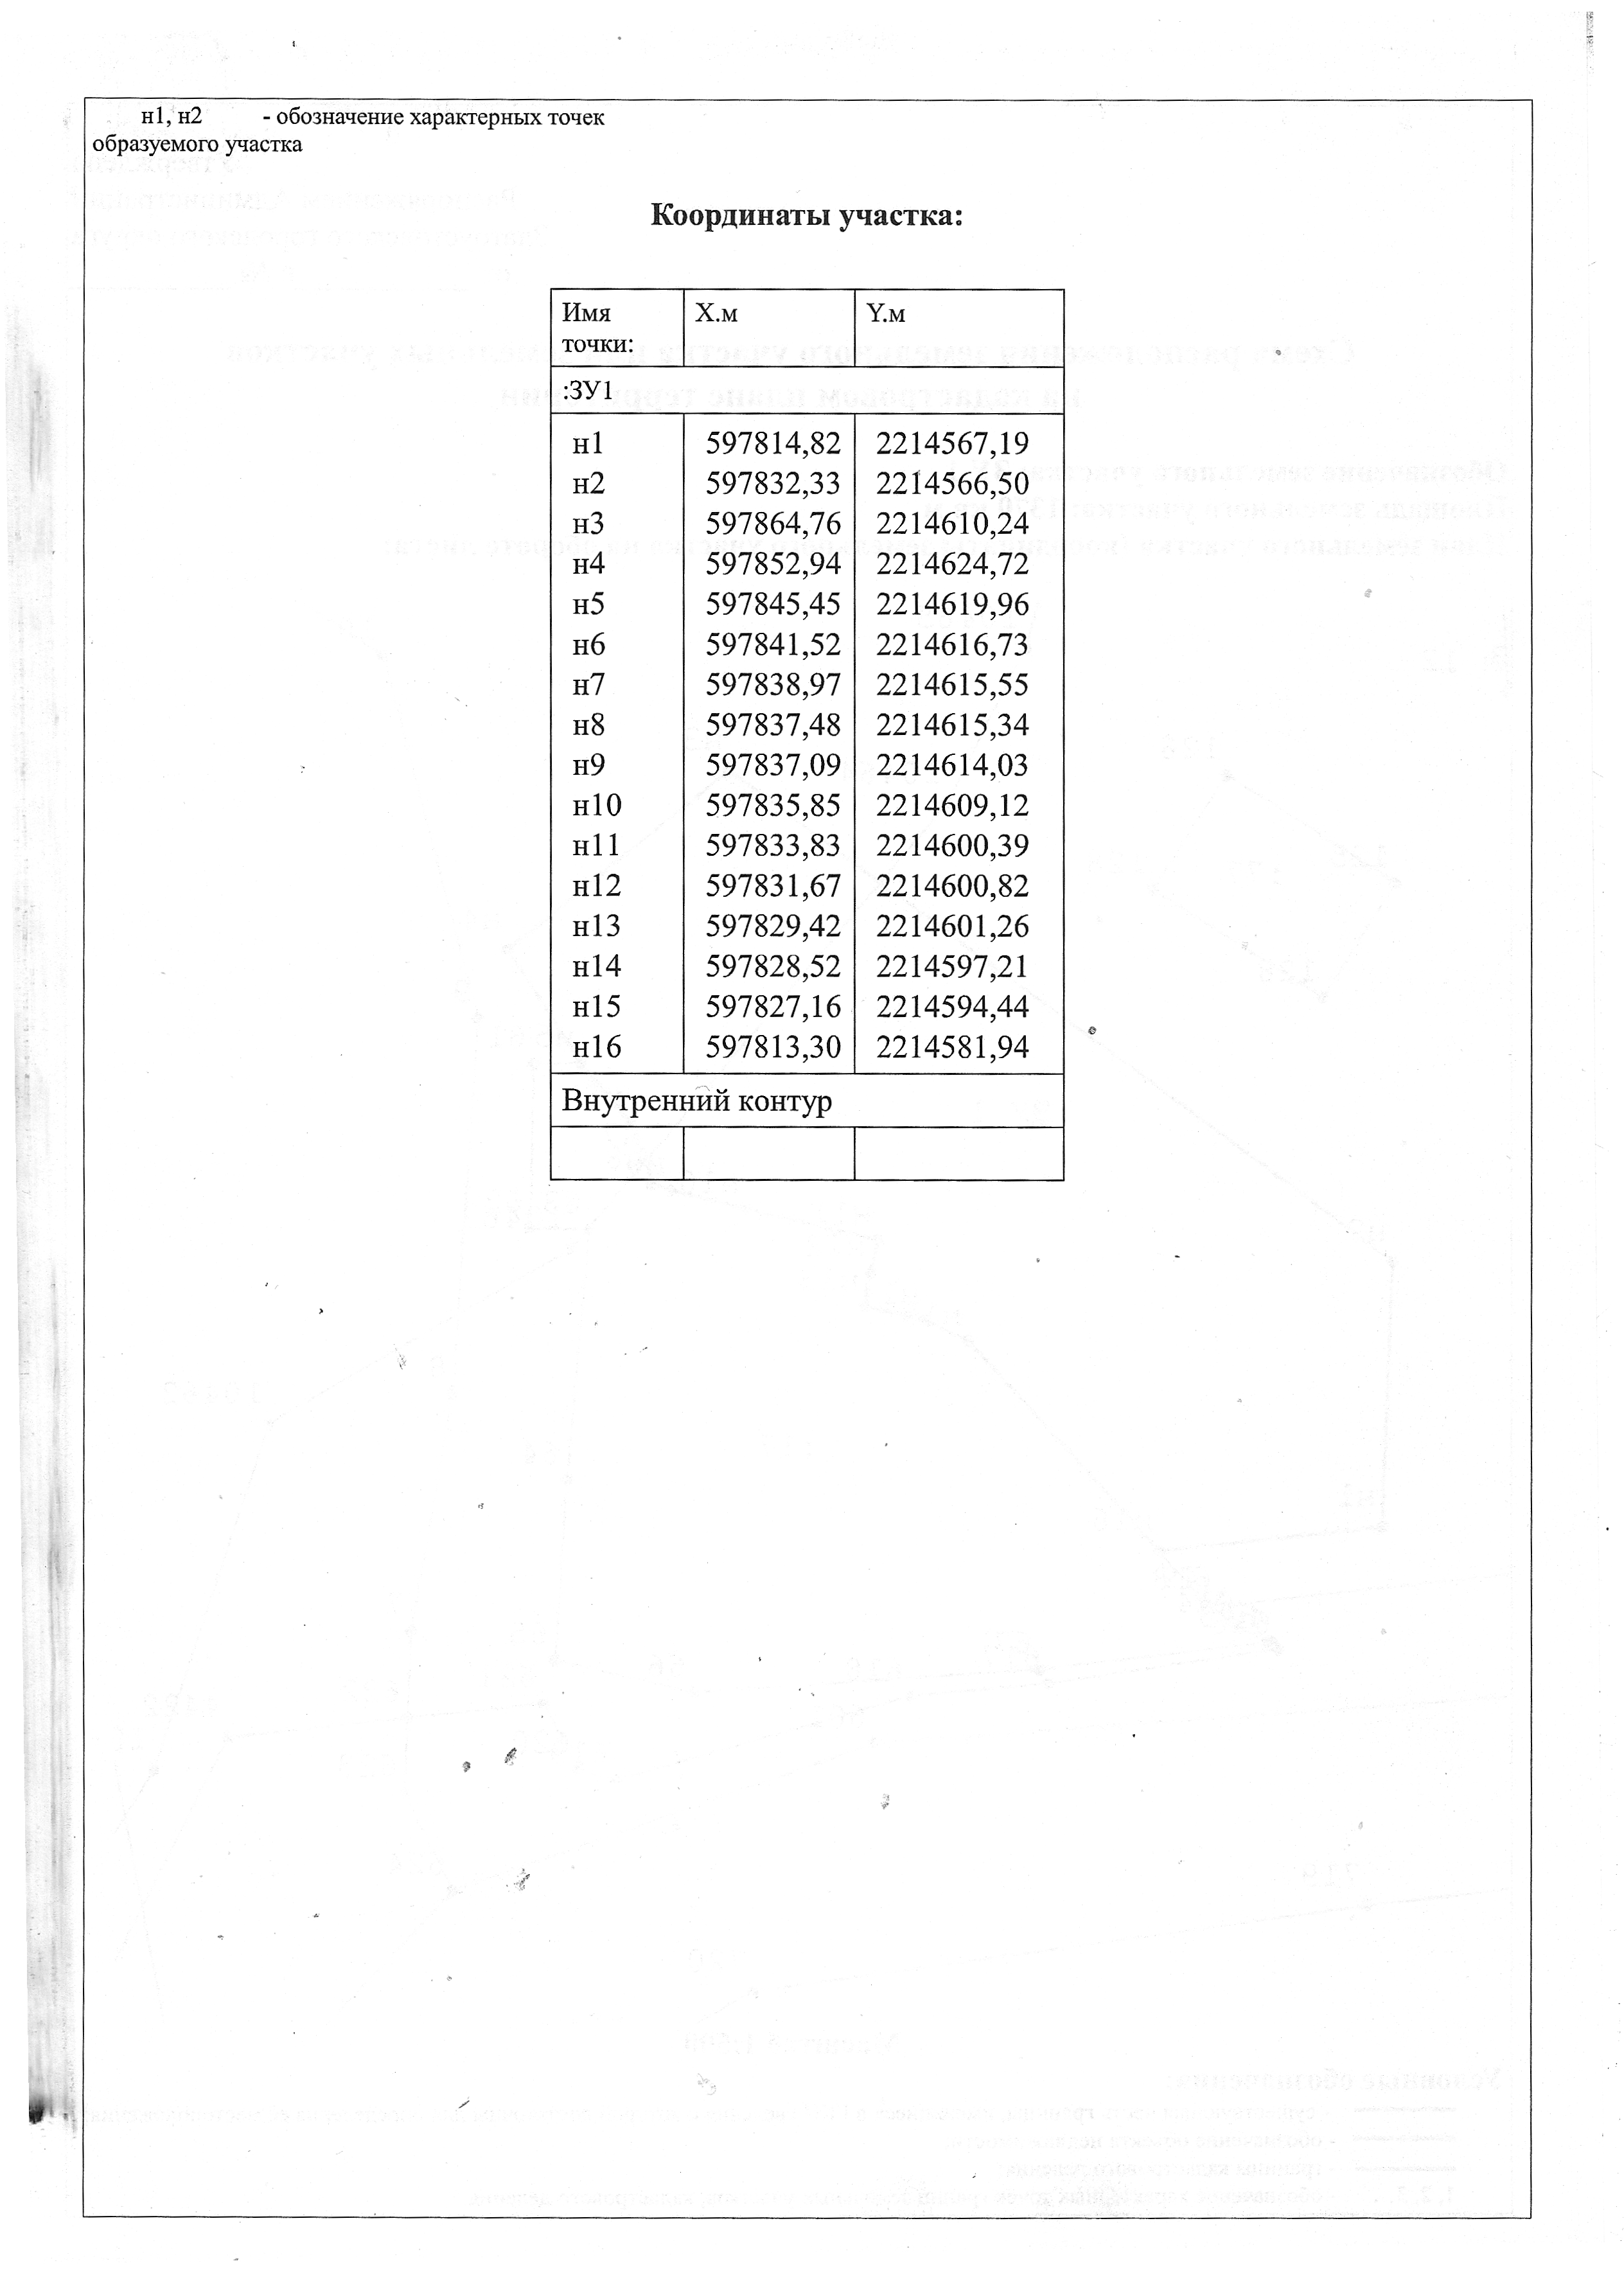 н1, н2 - обозначение характерных точек
образуемого участка
Координаты участка:
Имя точки: X.м Y.м
:ЗУ1
н1 597814,82 2214567,19
н2 597832,33 2214566,50
н3 597864,76 2214610,24
н4 597852,94 2214624,72
н5 597845,45 2214619,96
н6 597841,52 2214616,73
н7 597838,97 2214615,55
н8 597837,48 2214615,34
н9 597837,09 2214614,03
н10 597835,85 2214609,12
н11 597833,83 2214600,39
н12 597831,67 2214600,82
н13 597829,42 2214601,26
н14 597828,52 2214597,21
н15 597827,16 2214594,44
н16 597813,30 2214581,94
Внутренний контур